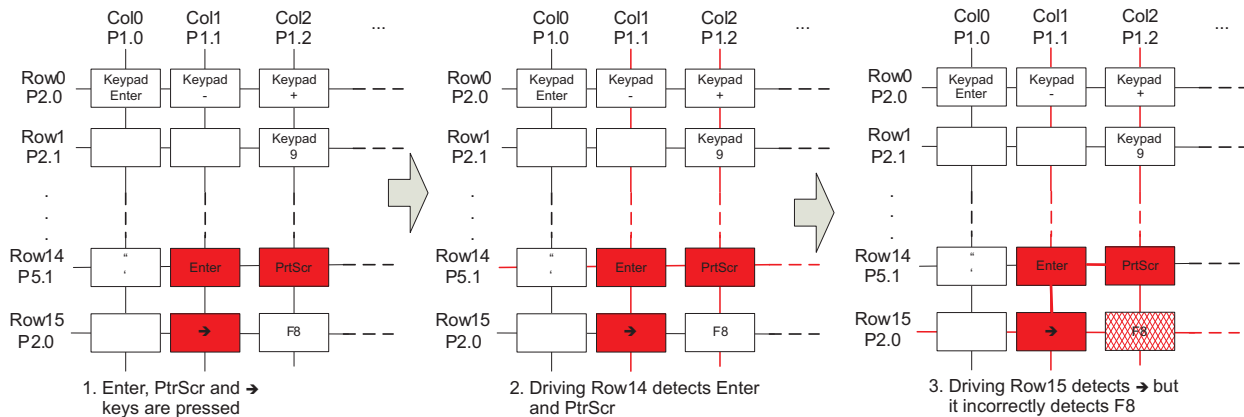 Col0 Col1 Col2
P1.0 P1.1 P1.2 ...
Row0
P2.0
Keypad
Enter
Keypad
-
Keypad
+
Row1
P2.1
Keypad
9
.
.
.
Row14
P5.1
“
‘
Enter
PrtScr
Row15
P2.0
➔
F8
1. Enter, PtrScr and ➔
keys are pressed
Col0 Col1 Col2
P1.0 P1.1 P1.2 ...
Row0
P2.0
Keypad
Enter
Keypad
-
Keypad
+
Row1
P2.1
Keypad
9
.
.
.
Row14
P5.1
“
‘
Enter
PrtScr
Row15
P2.0
➔
F8
2. Driving Row14 detects Enter
and PtrScr
Col0 Col1 Col2
P1.0 P1.1 P1.2 ...
Row0
P2.0
Keypad
Enter
Keypad
-
Keypad
+
Row1
P2.1
Keypad
9
.
.
.
Row14
P5.1
“
‘
Enter
PrtScr
Row15
P2.0
➔
F8
3. Driving Row15 detects ➔ but
it incorrectly detects F8